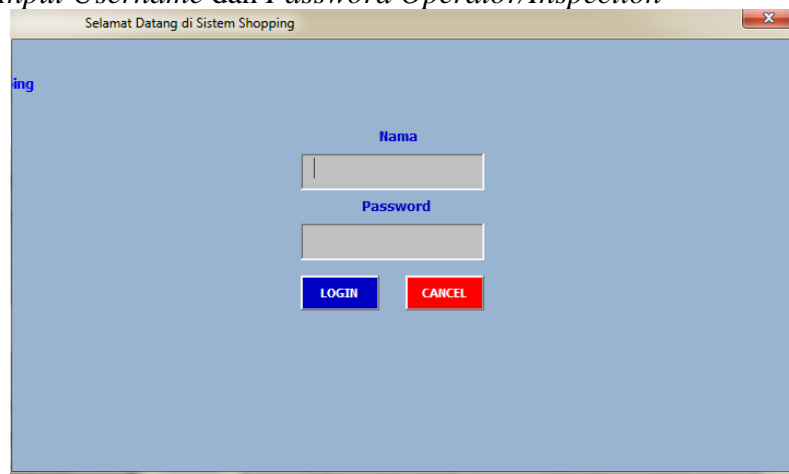 Username dan Password Operator/Inspection
Selamat Datang di Sistem Shopping
ing
Nama
Password
LOGIN
CANCEL